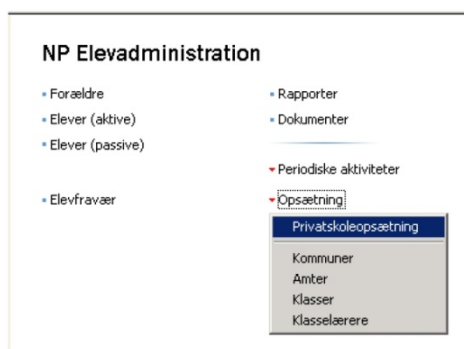 NP Elevadministration
Forældre
Elever (aktive)
Elever (passive)
Elevfravær
Rapporter
Dokumenter
Periodiske aktiviteter
Opsætning
Privatskoleopsætning
Kommuner
Amter
Klasser
Klasselærere